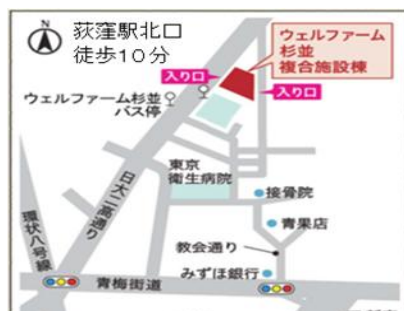 N
荻窪駅北口
徒歩10分
ウェルファーム
杉並
複合施設棟
入り口
入り口
ウェルファーム杉並
バス停
東京
衛生病院
日大二高通り
環状八号線
接骨院
青果店
教会通り
みずほ銀行
青梅街道